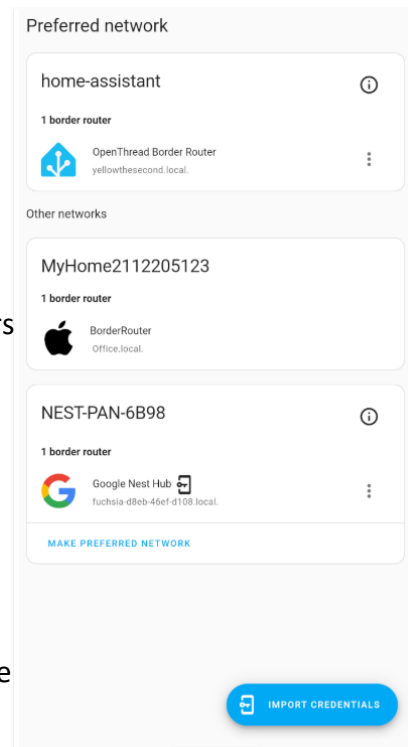 Preferred network
home-assistant
1 border router
OpenThread Border Router
yellowthesecond.local.
Other networks
MyHome2112205123
1 border router
rs
BorderRouter
Office.local.
NEST-PAN-6B98
1 border router
Google Nest Hub
fuchsia-d8eb-46ef-d108.local.
MAKE PREFERRED NETWORK
e
IMPORT CREDENTIALS